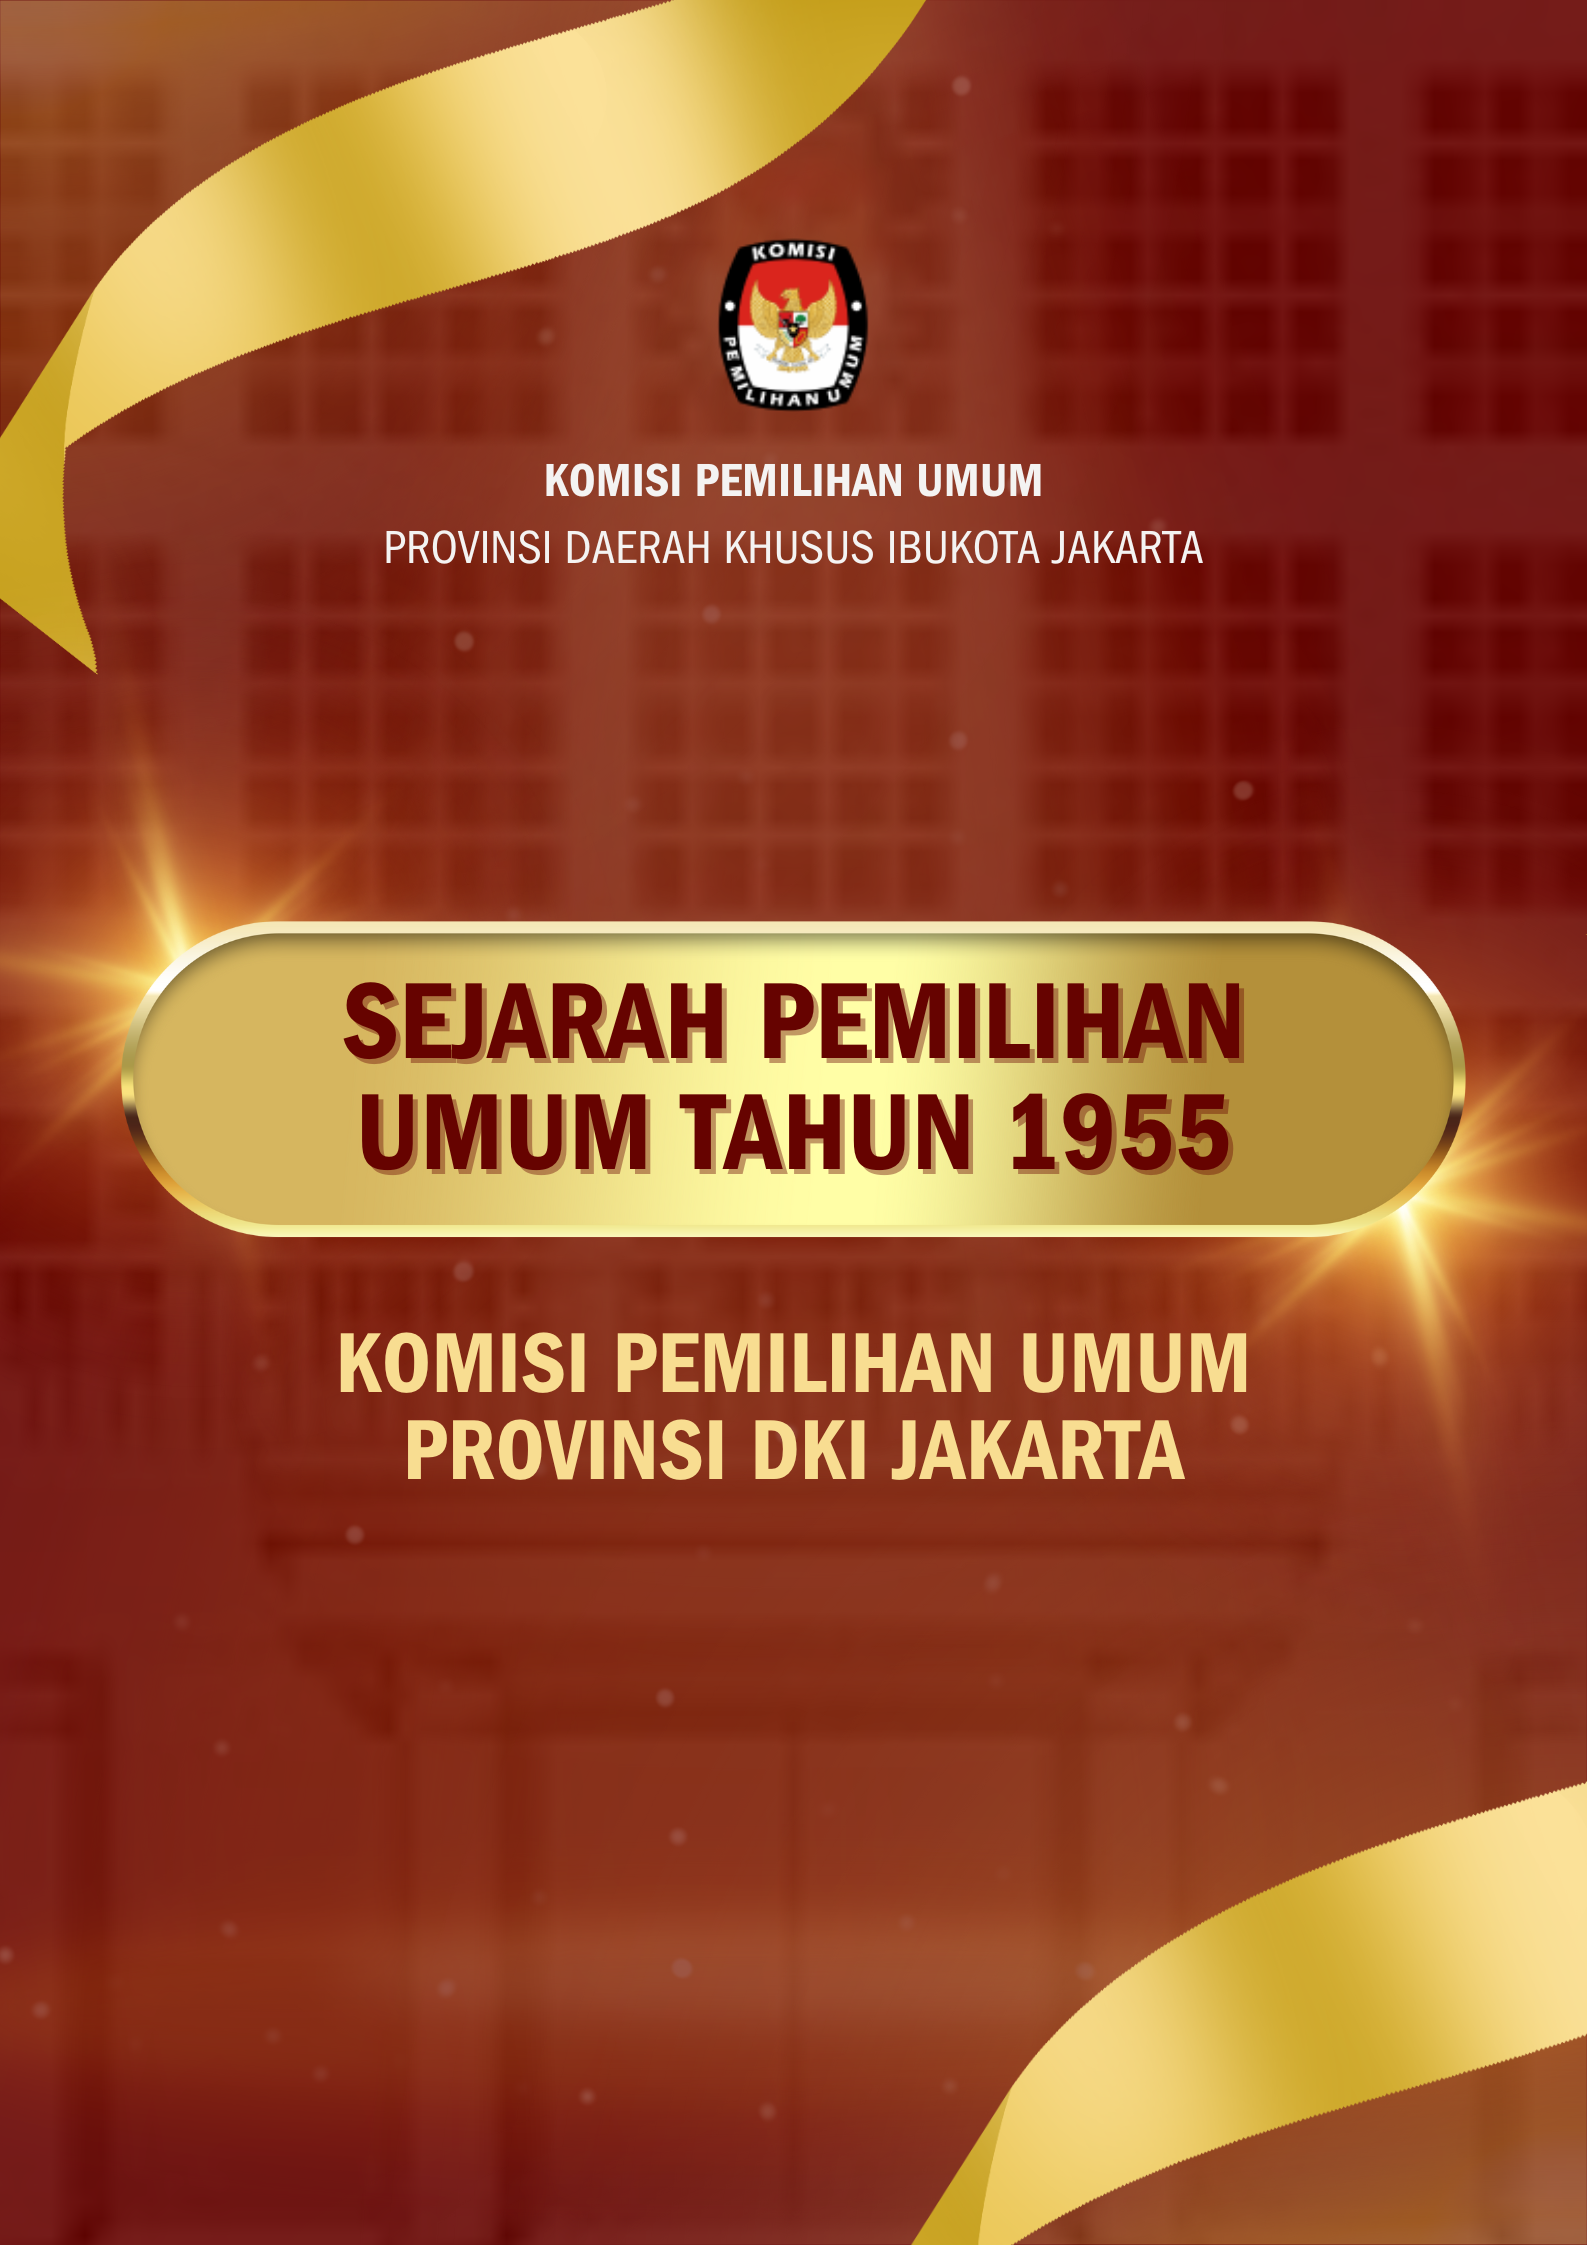 KOMISI
PEMILIHAN UMUM
KOMISI PEMILIHAN UMUM
PROVINSI DAERAH KHUSUS IBUKOTA JAKARTA
SEJARAH PEMILIHAN
UMUM TAHUN 1955
KOMISI PEMILIHAN UMUM
PROVINSI DKI JAKARTA